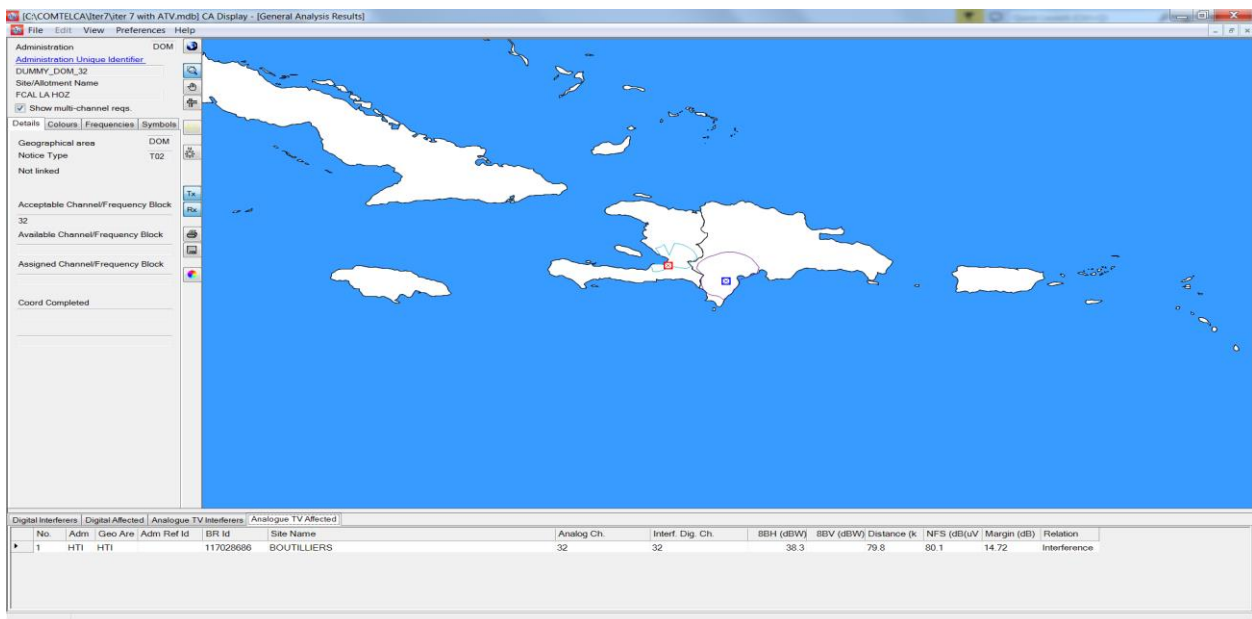 [C:\COMTELCA\Iter7\iter 7 with ATV.mdb] CA Display - [General Analysis Results]
File Edit View Preferences Help
Administration DOM
Administration Unique Identifier
DUMMY_DOM_32
Site/Allotment Name
FCAL LA HOZ
Show multi-channel reqs.
Details Colours Frequencies Symbols
Geographical area DOM
Notice Type T02
Not linked
Tx
Acceptable Channel/Frequency Block
Rx
32
Available Channel/Frequency Block
Assigned Channel/Frequency Block
Coord Completed
Digital Interferers Digital Affected Analogue TV Interferers Analogue TV Affected
No. Adm Geo Are Adm Ref Id BR Id Site Name Analog Ch. Interf. Dig. Ch. 8BH (dBW) 8BV (dBW) Distance (k NFS (dB(uV Margin (dB) Relation
1 HTI HTI 117028686 BOUTILLIERS 32 32 38.3 79.8 80.1 14.72 Interference